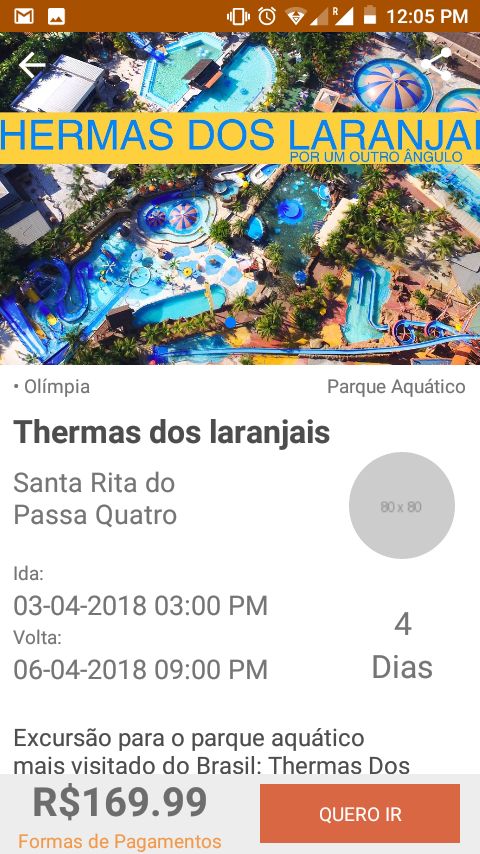 R
12:05 PM
HERMAS DOS LARANJAI
POR UM OUTRO ÂNGULO
• Olímpia
Parque Aquático
Thermas dos laranjais
Santa Rita do
Passa Quatro
80 x 80
Ida:
03-04-2018 03:00 PM
Volta:
06-04-2018 09:00 PM
4
Dias
Excursão para o parque aquático
mais visitado do Brasil: Thermas Dos
R$169.99
QUERO IR
Formas de Pagamentos